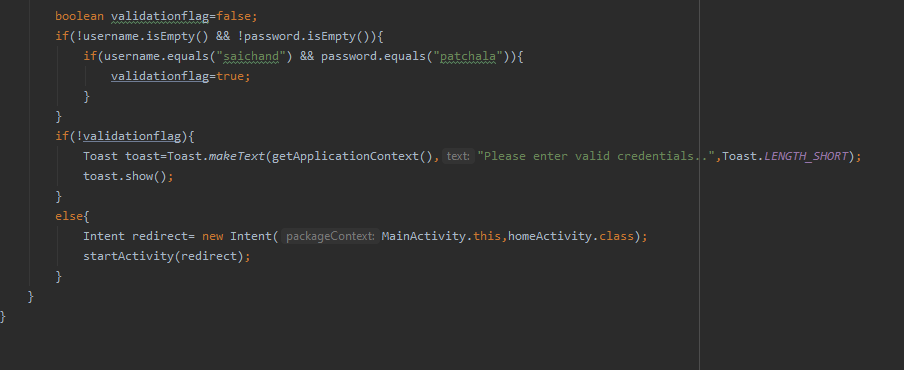 boolean validationflag=false;
if(!username.isEmpty() && !password.isEmpty()){
if(username.equals("saichand") && password.equals("patchala")){
validationflag=true;
}
}
if(!validationflag){
Toast toast=Toast.makeText(getApplicationContext(), text: "Please enter valid credentials..",Toast.LENGTH_SHORT);
toast.show();
}
else{
Intent redirect= new Intent( packageContext: MainActivity.this,homeActivity.class);
startActivity(redirect);
}
}
}